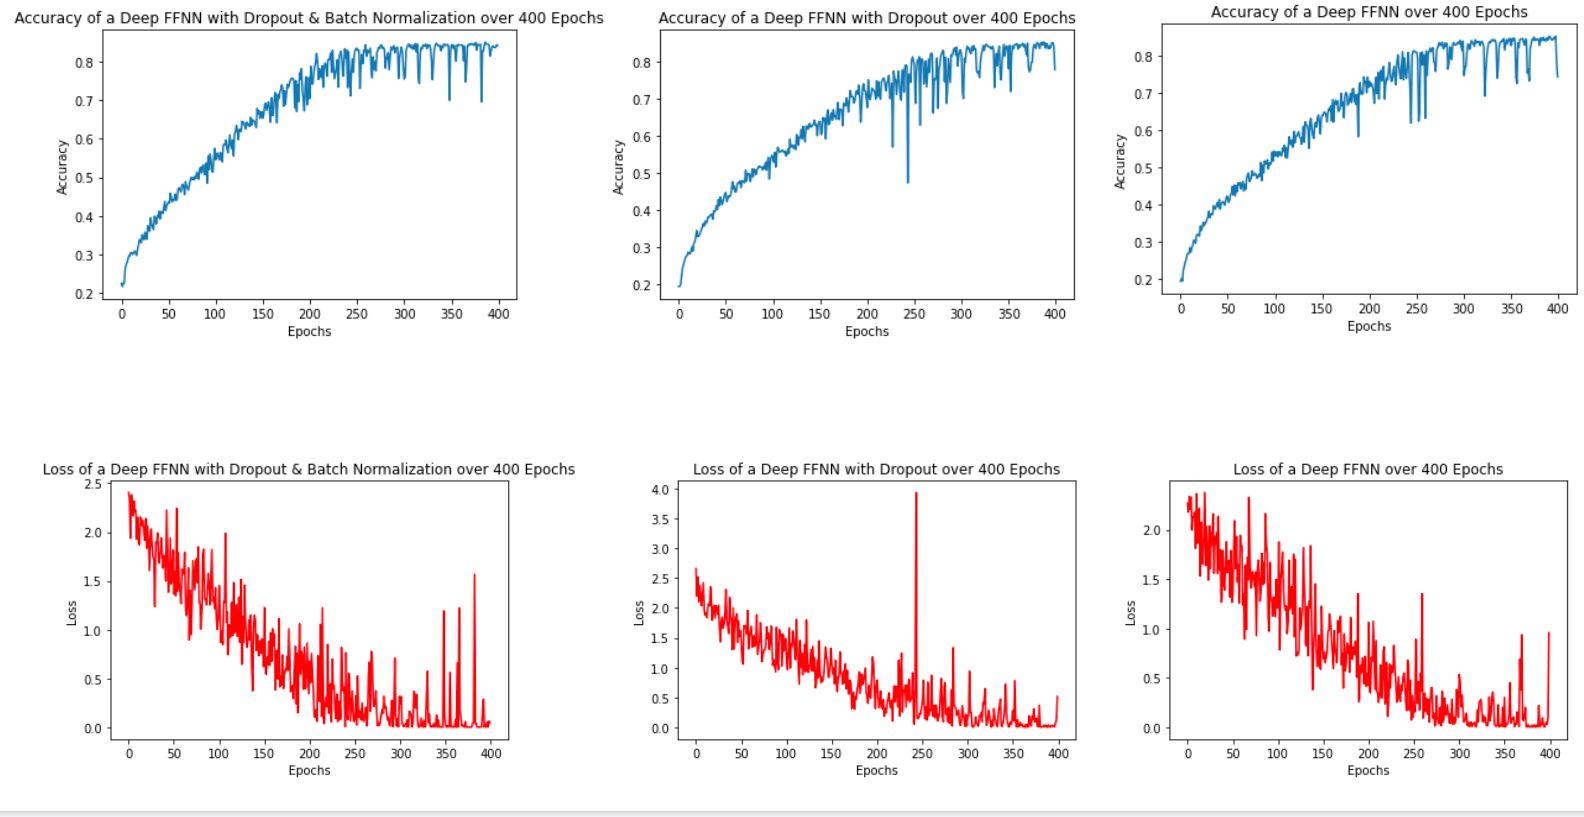 Accuracy of a Deep FFNN with Dropout & Batch Normalization over 400 Epochs
0.8
0.7
0.6
0.5
0.4
0.3
0.2
Accuracy
0 50 100 150 200 250 300 350 400
Epochs
Accuracy of a Deep FFNN with Dropout over 400 Epochs
0.8
0.7
0.6
0.5
0.4
0.3
0.2
Accuracy
0 50 100 150 200 250 300 350 400
Epochs
Accuracy of a Deep FFNN over 400 Epochs
0.8
0.7
0.6
0.5
0.4
0.3
0.2
Accuracy
0 50 100 150 200 250 300 350 400
Epochs
Loss of a Deep FFNN with Dropout & Batch Normalization over 400 Epochs
2.5
2.0
1.5
1.0
0.5
0.0
Loss
0 50 100 150 200 250 300 350 400
Epochs
Loss of a Deep FFNN with Dropout over 400 Epochs
4.0
3.5
3.0
2.5
2.0
1.5
1.0
0.5
0.0
Loss
0 50 100 150 200 250 300 350 400
Epochs
Loss of a Deep FFNN over 400 Epochs
2.0
1.5
1.0
0.5
0.0
Loss
0 50 100 150 200 250 300 350 400
Epochs